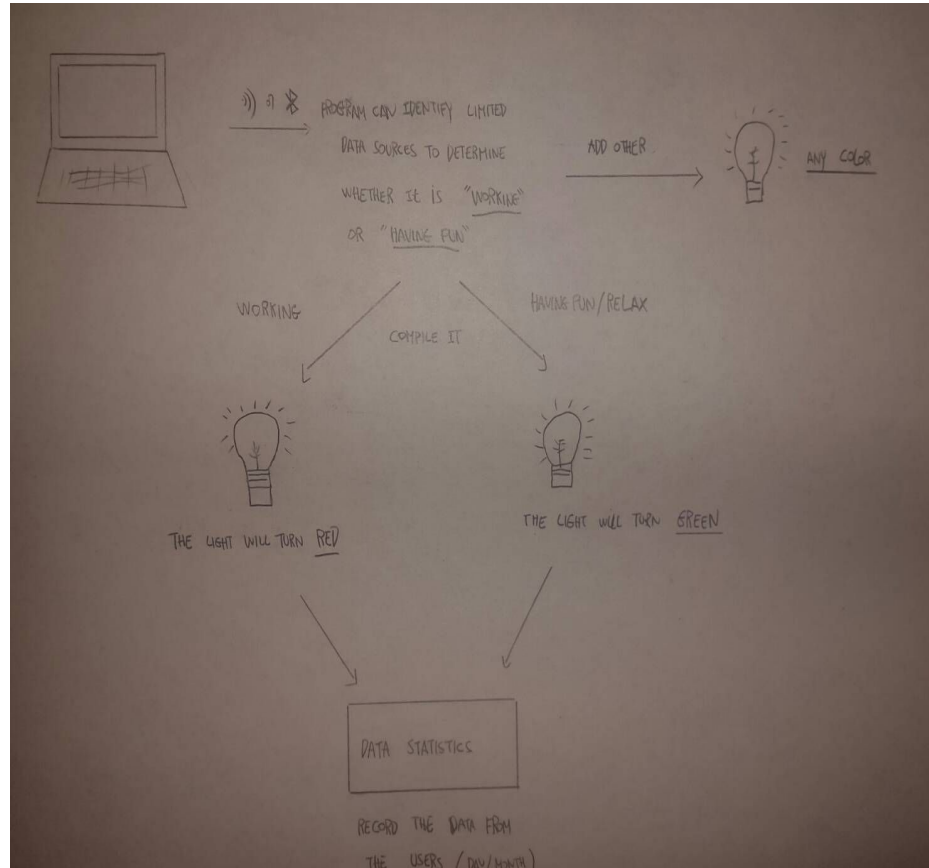 or
PROGRAM CAN IDENTIFY LIMITED
DATA SOURCES TO DETERMINE
WHETHER IT IS "WORKING"
OR "HAVING FUN"
ADD OTHER
ANY COLOR
WORKING
HAVING FUN/RELAX
COMPILE IT
THE LIGHT WILL TURN RED
THE LIGHT WILL TURN GREEN
DATA STATISTICS
RECORD THE DATA FROM
THE USERS (DAY/MONTH)